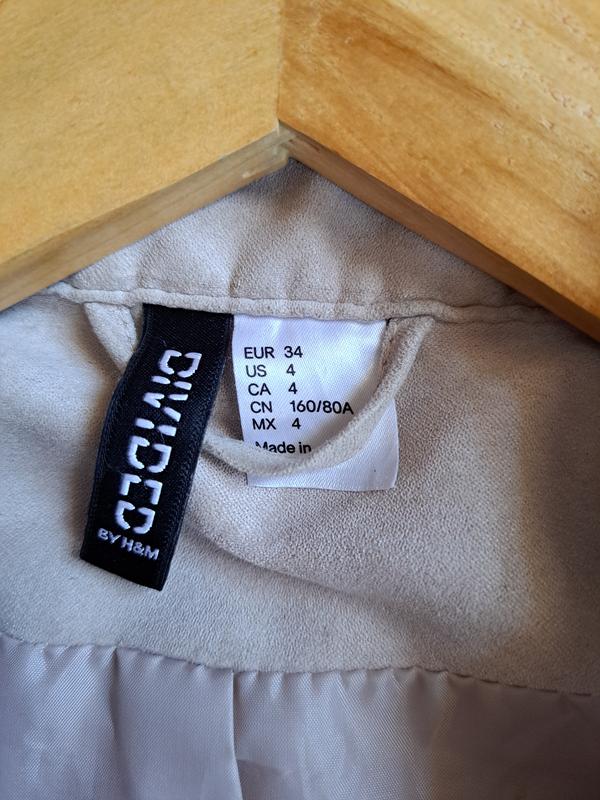 DIVIDED
BY H&M
EUR 34
US 4
CA 4
CN 160/80A
MX 4
Made in